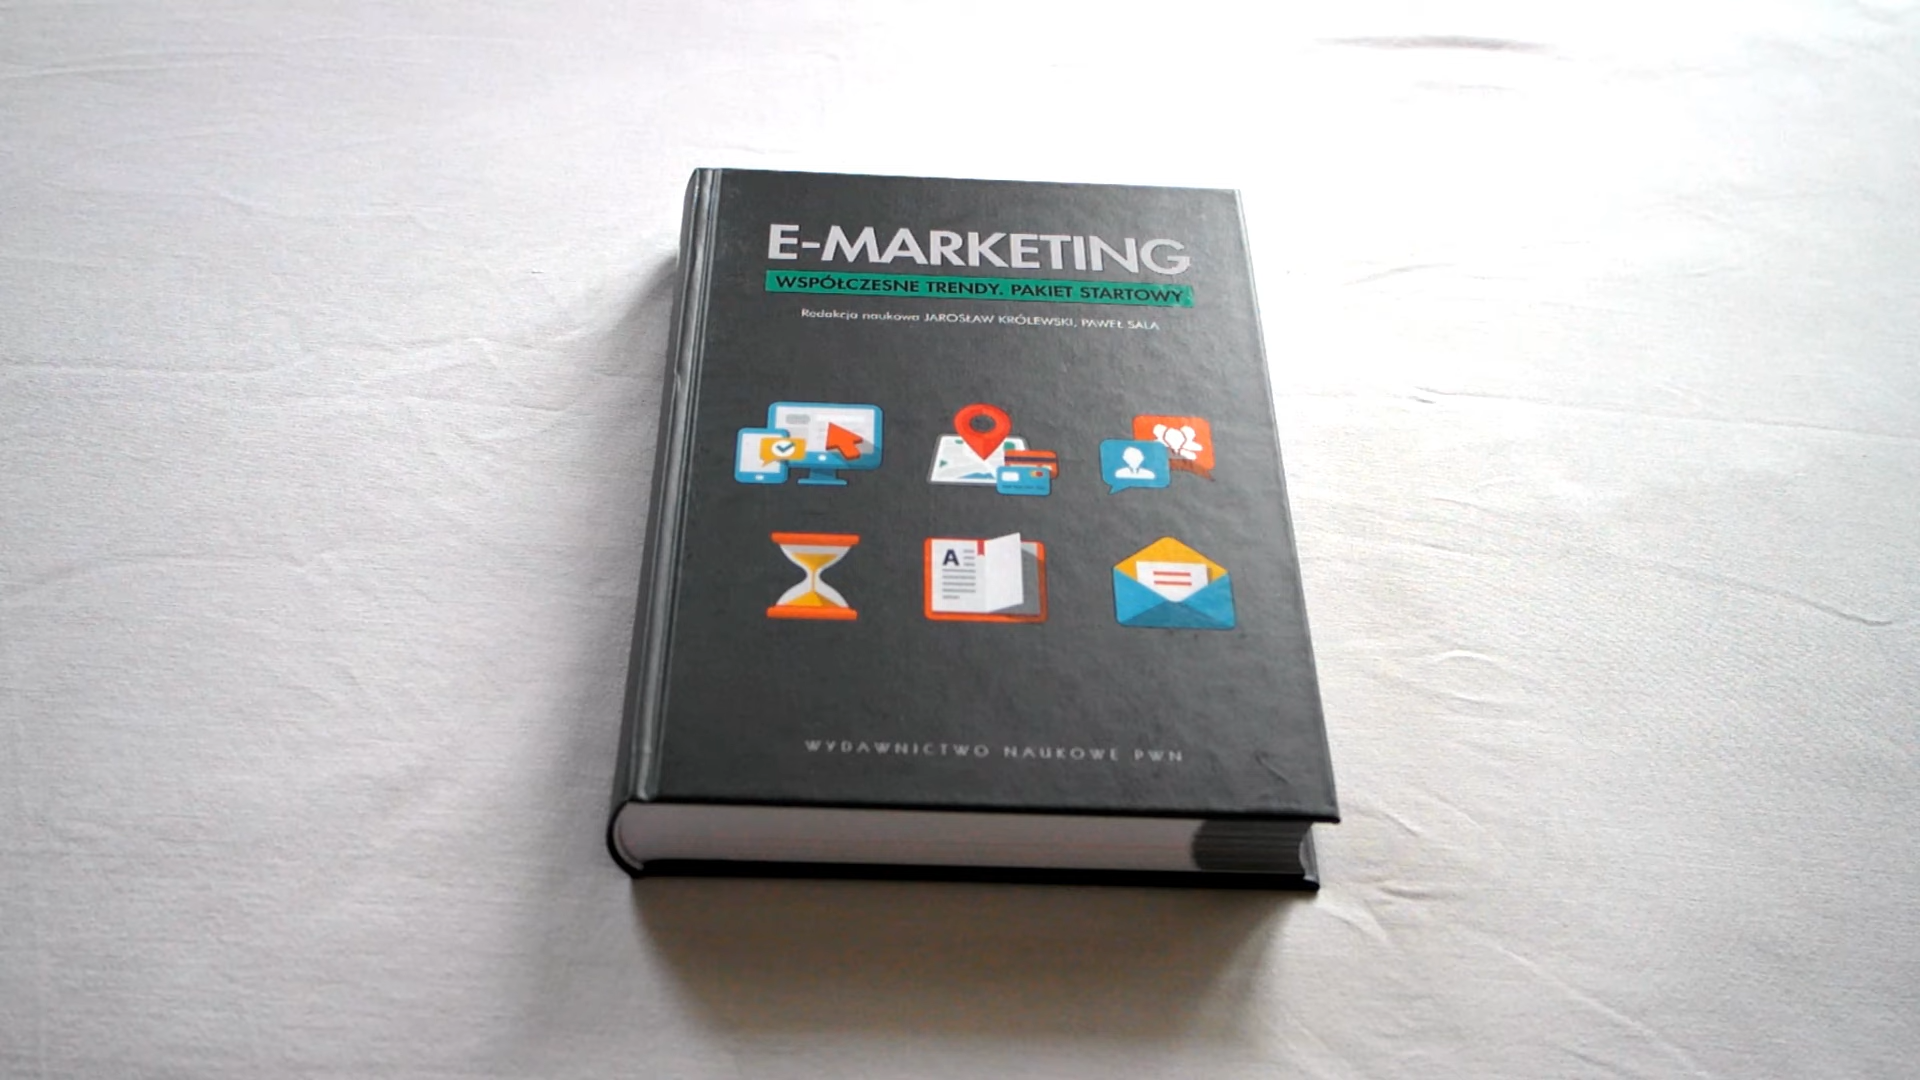 E-MARKETING
WSPÓŁCZESNE TRENDY. PAKIET STARTOWY
Redakcja naukowa JAROSŁAW KRÓLEWSKI, PAWEŁ SALA
A
WYDAWNICTWO NAUKOWE PWN